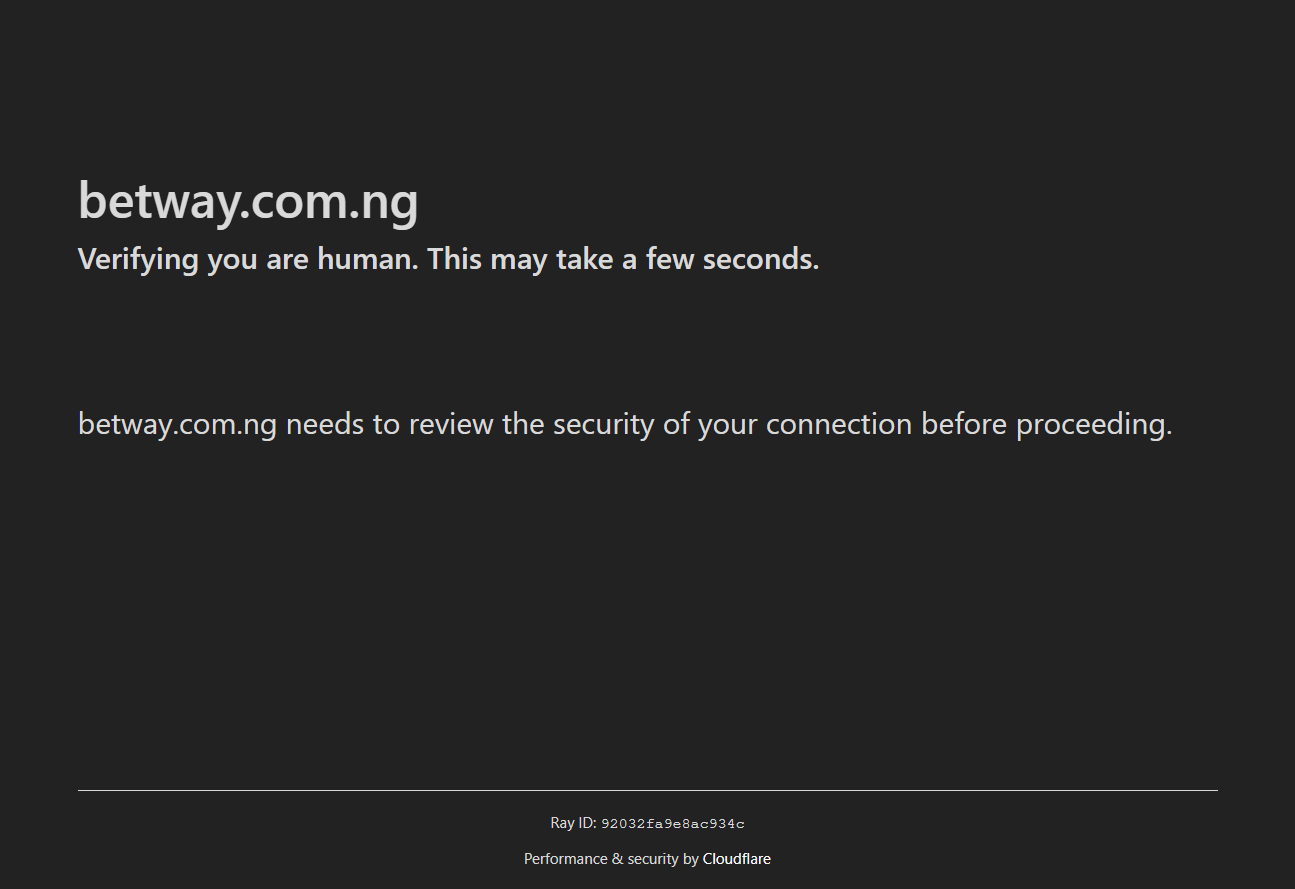 betway.com.ng
Verifying you are human. This may take a few seconds.
betway.com.ng needs to review the security of your connection before proceeding.
Ray ID: 92032fa9e8ac934c
Performance & security by Cloudflare